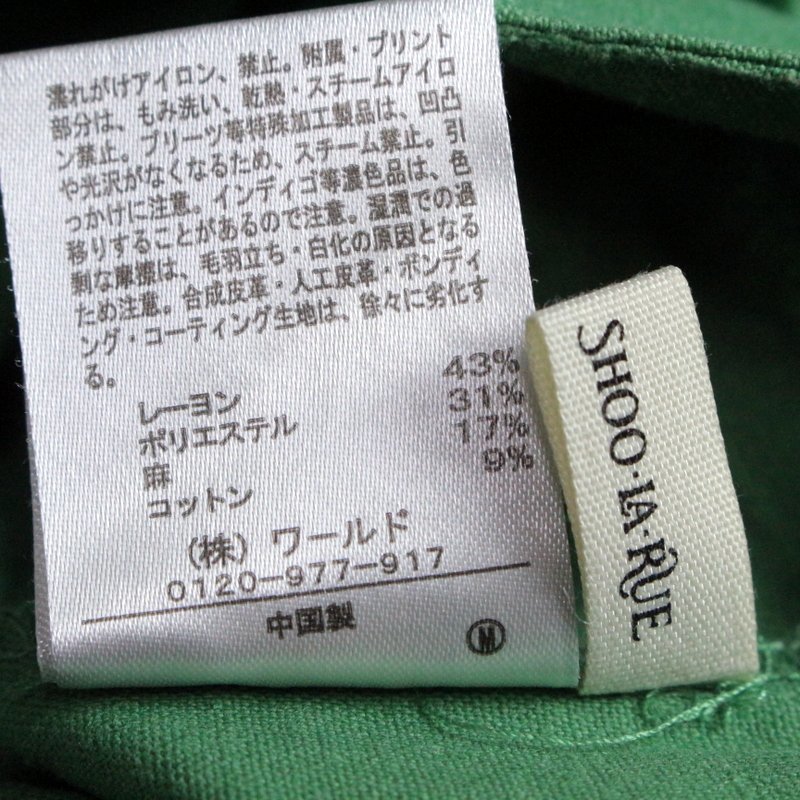 濡れがけアイロン、禁止。附属・プリント
部分は、もみ洗い、乾熱・スチームアイロ
ン禁止。プリーツ等特殊加工製品は、凹凸
や光沢がなくなるため、スチーム禁止。引
っかけに注意。インディゴ等濃色品は、色
移りすることがあるので注意。湿潤での過
剰な摩擦は、毛羽立ち・白化の原因となる
ため注意。合成皮革・人工皮革・ボンディ
ング・コーティング生地は、徐々に劣化す
る。
レーヨン 43%
ポリエステル 31%
麻 17%
コットン 9%
(株) ワールド
0120-977-917
中国製
M
SHOO・LA・RUE